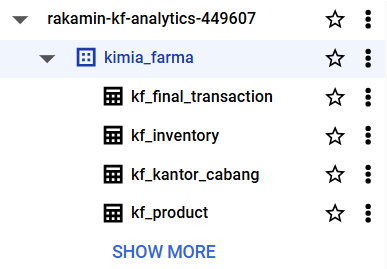 rakamin-kf-analytics-449607
kimia_farma
kf_final_transaction
kf_inventory
kf_kantor_cabang
kf_product
SHOW MORE